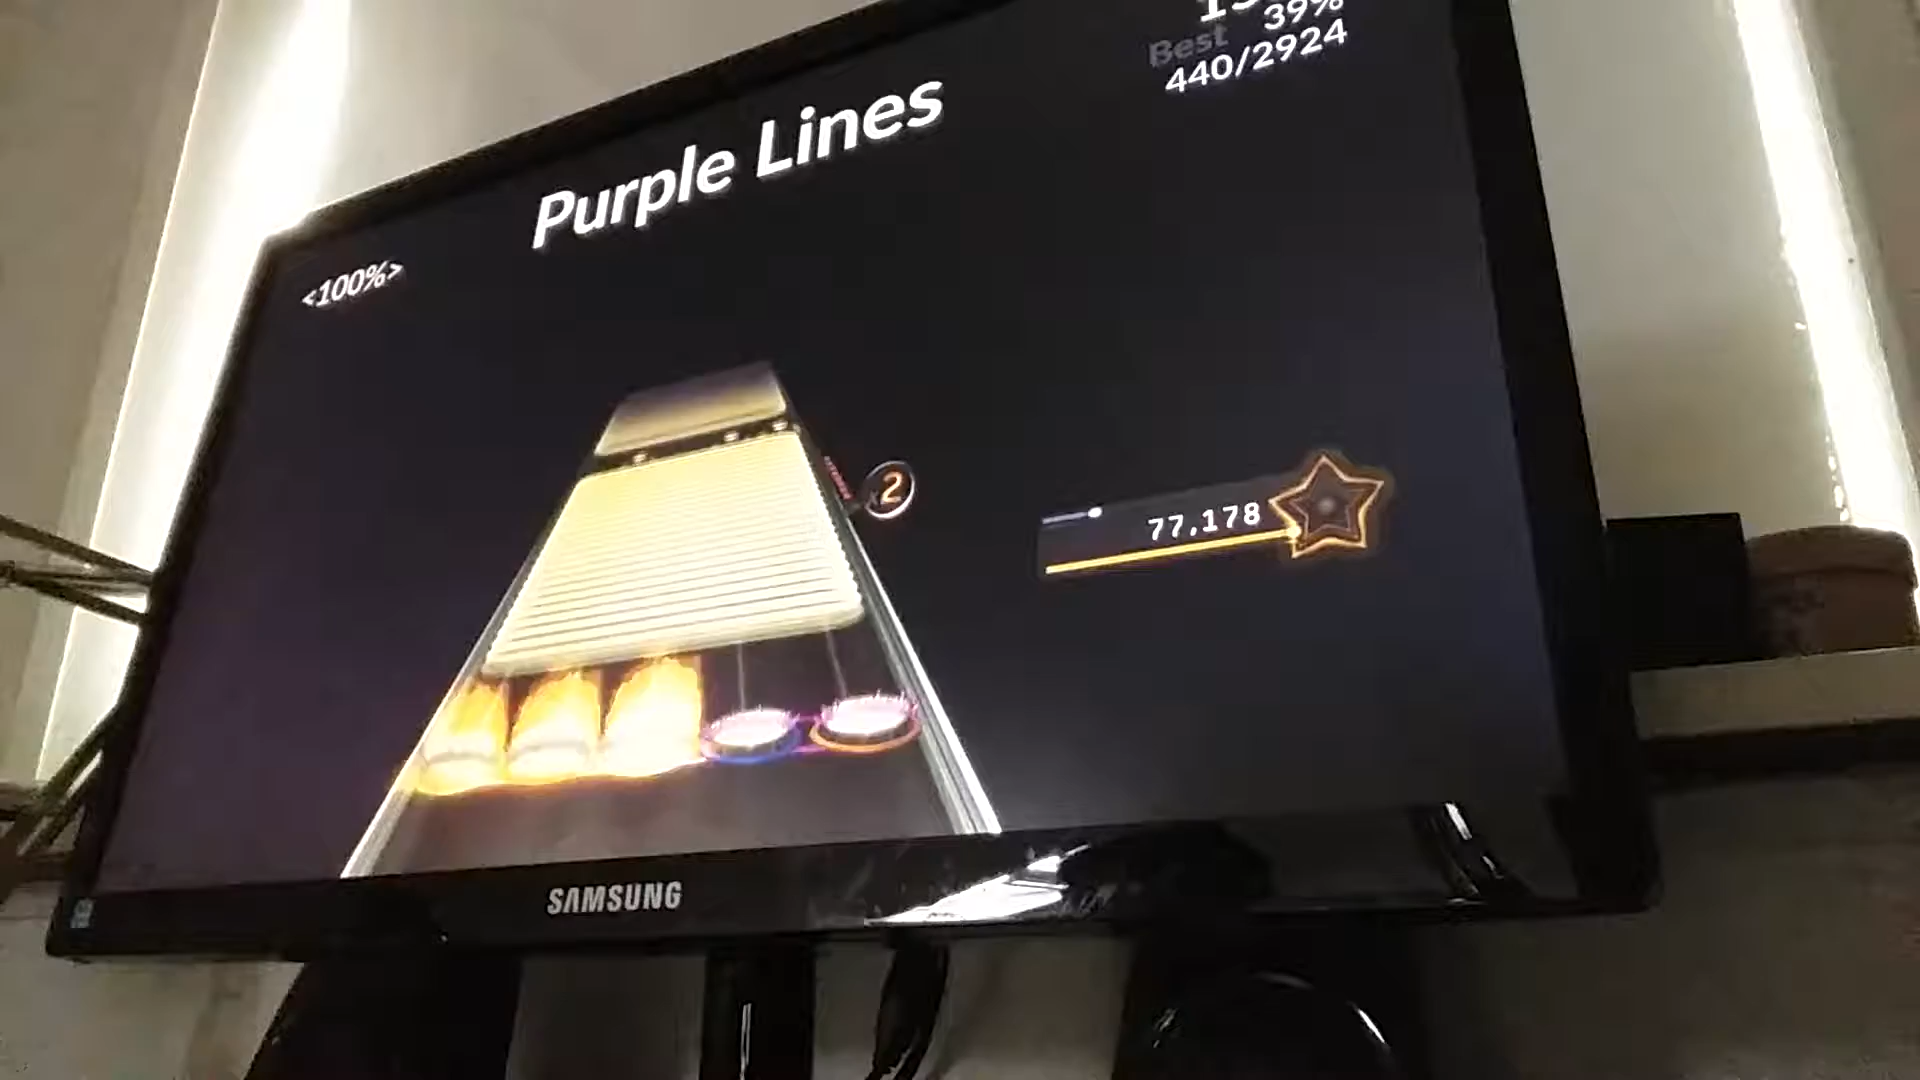 39%
Best
440/2924
Purple Lines
<100%>
x2
77,178
SAMSUNG